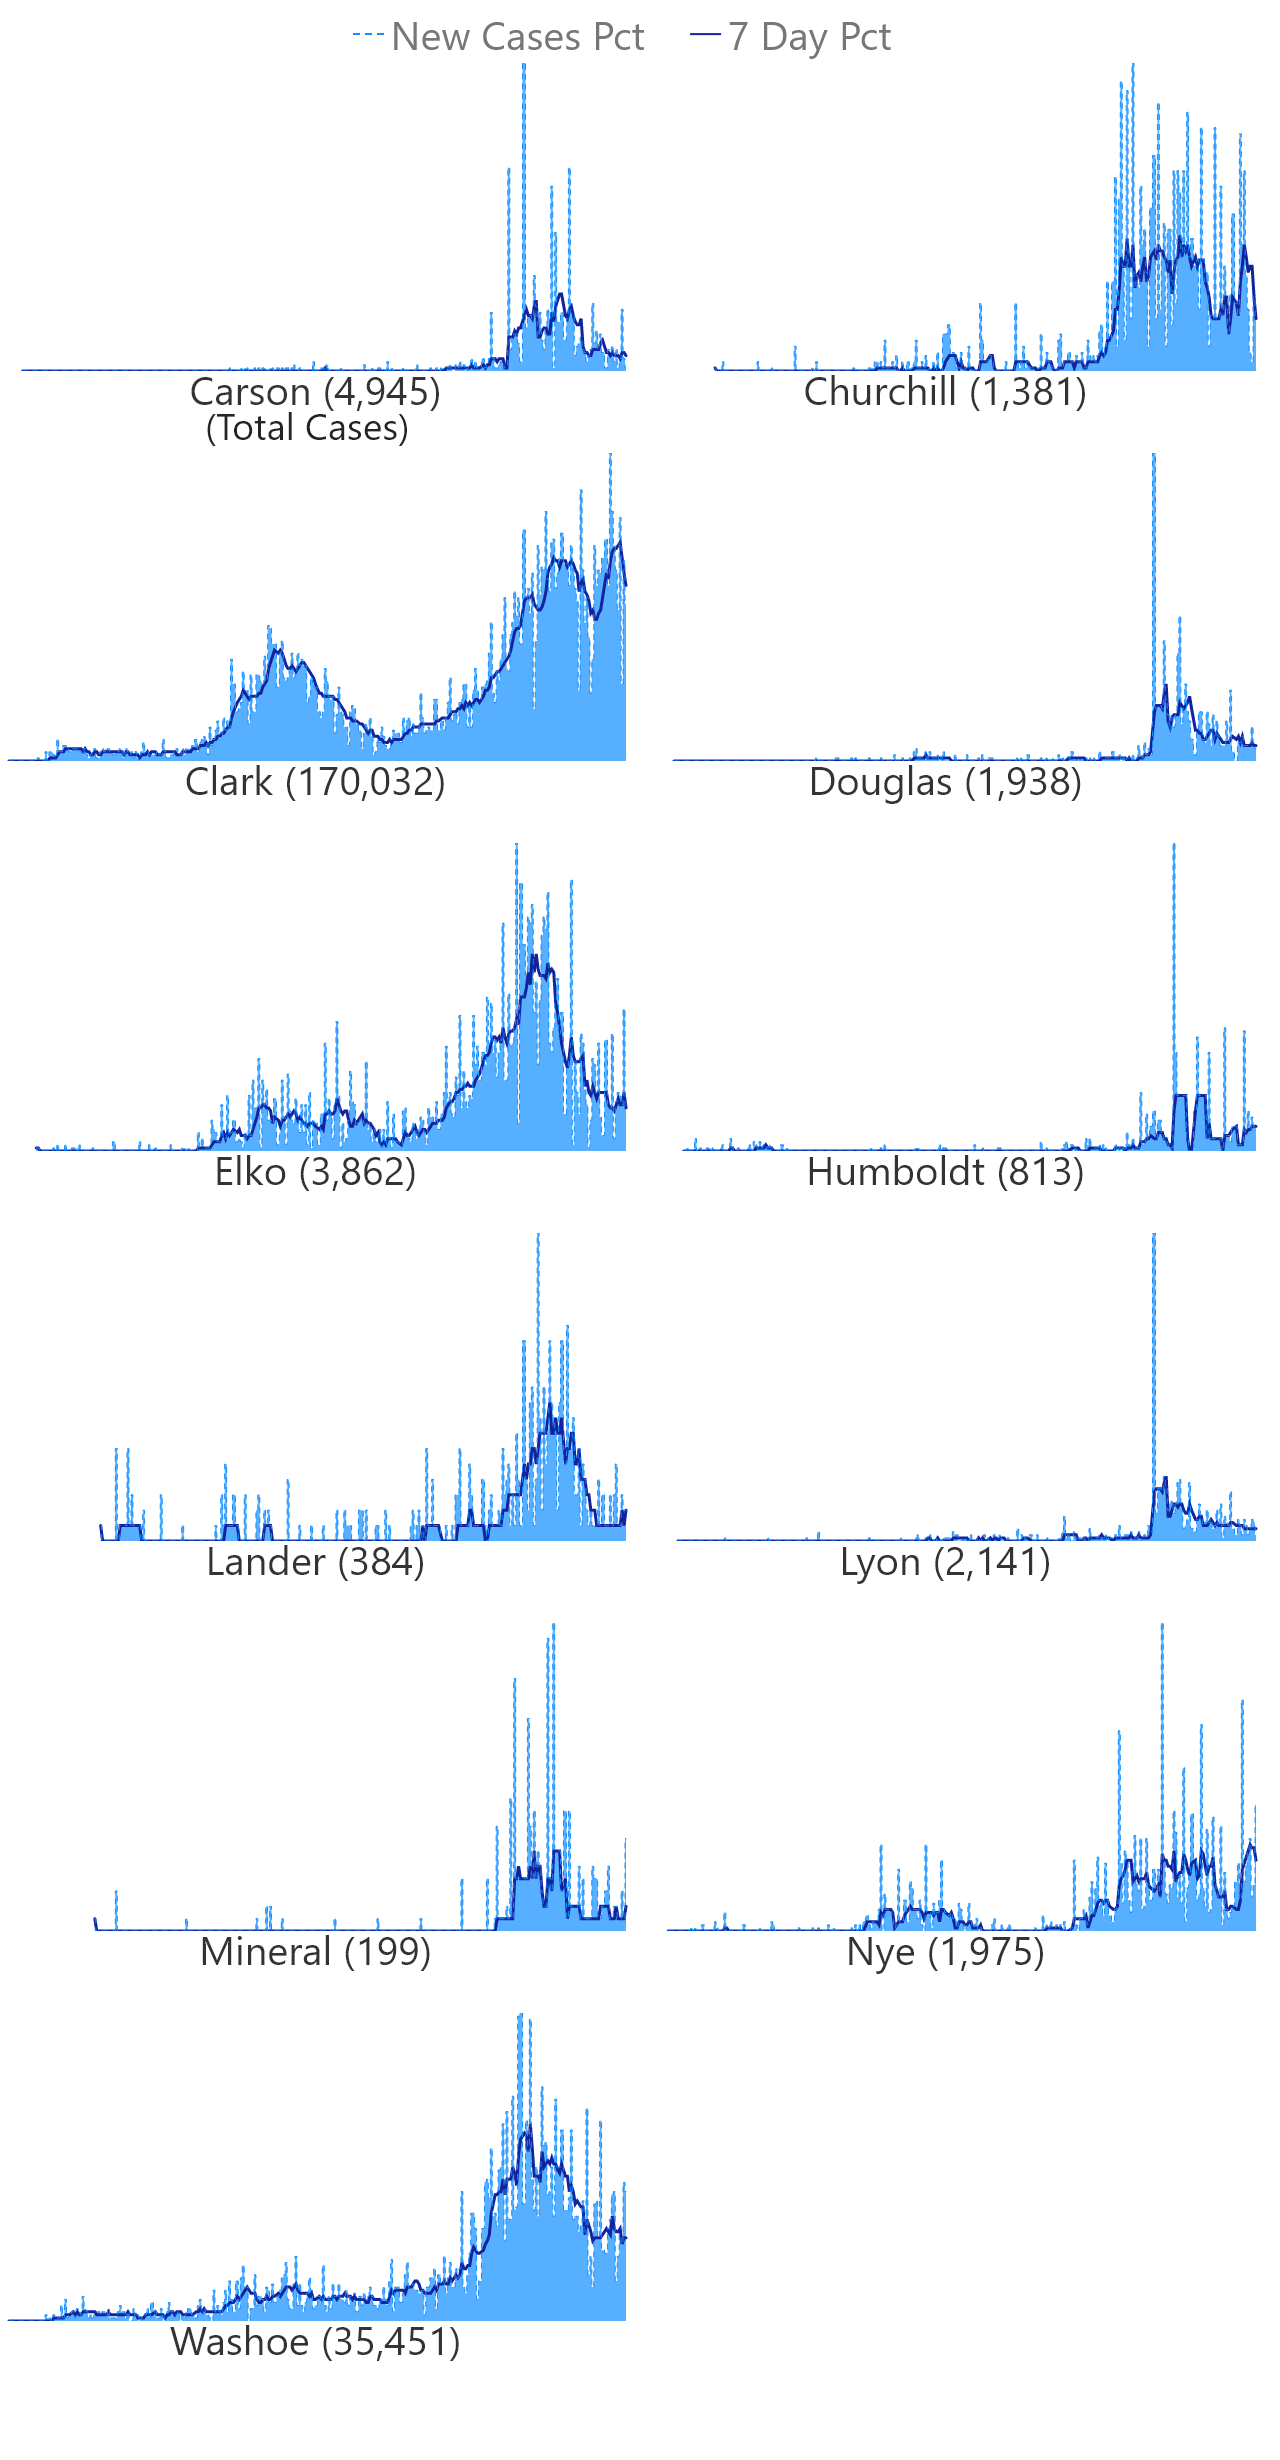 New Cases Pct 7 Day Pct
Carson (4,945) Churchill (1,381)
(Total Cases)
Clark (170,032) Douglas (1,938)
Elko (3,862) Humboldt (813)
Lander (384) Lyon (2,141)
Mineral (199) Nye (1,975)
Washoe (35,451)